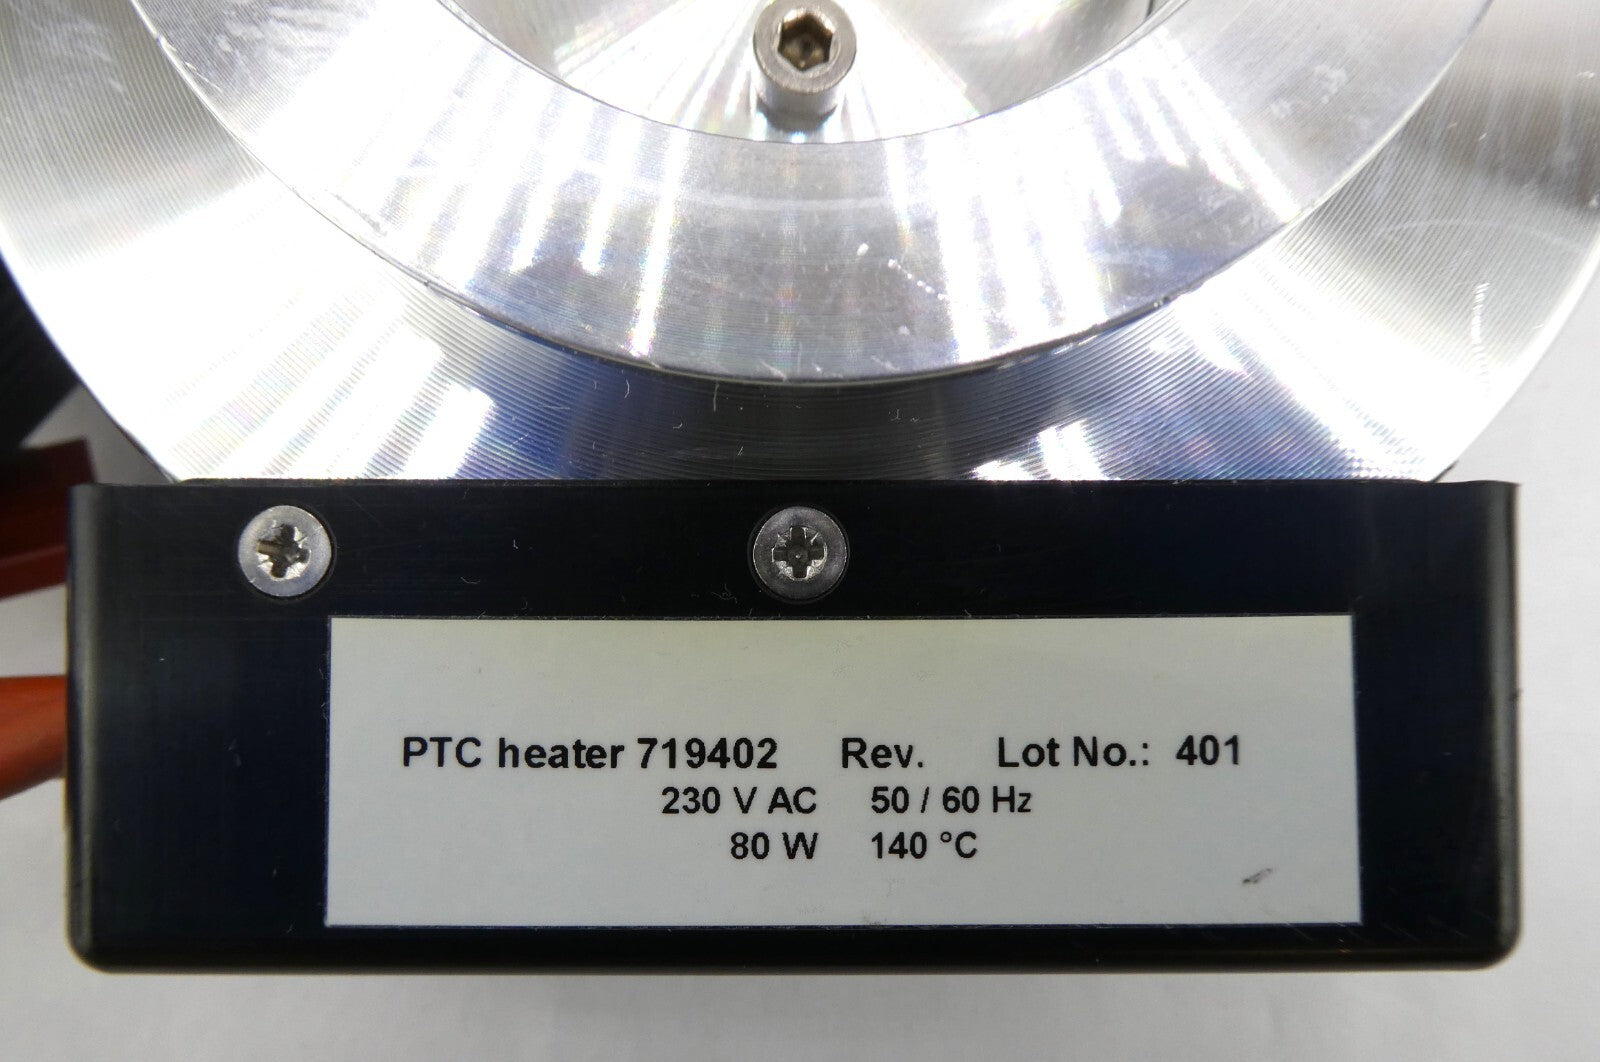 PTC heater 719402 Rev. Lot No.: 401
230 V AC 50 / 60 Hz
80 W 140 °C